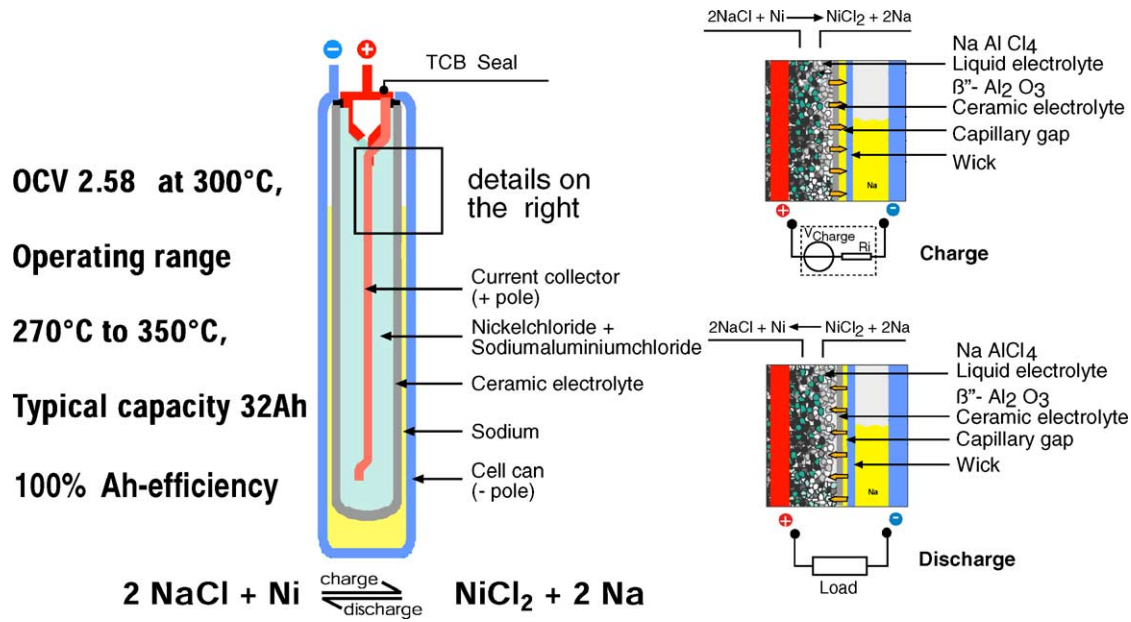 OCV 2.58 at 300°C,
Operating range
270°C to 350°C,
Typical capacity 32Ah
100% Ah-efficiency
−
+
TCB Seal
details on
the right
Current collector
(+ pole)
Nickelchloride +
Sodiumaluminiumchloride
Ceramic electrolyte
Sodium
Cell can
(- pole)
2 NaCl + Ni
charge
discharge
NiCl2 + 2 Na
2NaCl + Ni
NiCl2 + 2Na
Na Al Cl4
Liquid electrolyte
ß”- Al2 O3
Ceramic electrolyte
Capillary gap
Wick
Na
+
−
VCharge
Ri
Charge
2NaCl + Ni
NiCl2 + 2Na
Na AlCl4
Liquid electrolyte
ß”- Al2 O3
Ceramic electrolyte
Capillary gap
Wick
Na
+
−
Discharge
Load